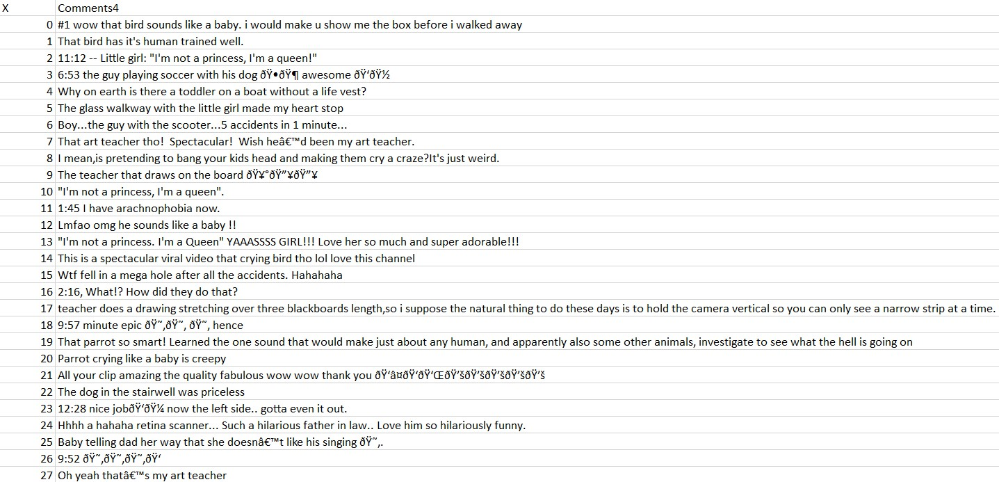 X Comments4
0 #1 wow that bird sounds like a baby. i would make u show me the box before i walked away
1 That bird has it's human trained well.
2 11:12 -- Little girl: "I'm not a princess, I'm a queen!"
3 6:53 the guy playing soccer with his dog ðŸ•ðŸ¶ awesome ðŸ‘ðŸ½
4 Why on earth is there a toddler on a boat without a life vest?
5 The glass walkway with the little girl made my heart stop
6 Boy...the guy with the scooter...5 accidents in 1 minute...
7 That art teacher tho!  Spectacular!  Wish heâ€™d been my art teacher.
8 I mean,is pretending to bang your kids head and making them cry a craze?It's just weird.
9 The teacher that draws on the board ðŸ¥°ðŸ”¥ðŸ”¥
10 "I'm not a princess, I'm a queen".
11 1:45 I have arachnophobia now.
12 Lmfao omg he sounds like a baby !!
13 "I'm not a princess. I'm a Queen" YAAASSSS GIRL!!! Love her so much and super adorable!!!
14 This is a spectacular viral video that crying bird tho lol love this channel
15 Wtf fell in a mega hole after all the accidents. Hahahaha
16 2:16, What!? How did they do that?
17 teacher does a drawing stretching over three blackboards length,so i suppose the natural thing to do these days is to hold the camera vertical so you can only see a narrow strip at a time.
18 9:57 minute epic ðŸ˜‚ðŸ˜‚ ðŸ˜‚ hence
19 That parrot so smart! Learned the one sound that would make just about any human, and apparently also some other animals, investigate to see what the hell is going on
20 Parrot crying like a baby is creepy
21 All your clip amazing the quality fabulous wow wow thank you ðŸ‘â¤ðŸ‘ðŸ‘ŒðŸ’šðŸ’šðŸ’šðŸ’šðŸ’š
22 The dog in the stairwell was priceless
23 12:28 nice jobðŸ‘ðŸ¼ now the left side.. gotta even it out.
24 Hhhh a hahaha retina scanner... Such a hilarious father in law.. Love him so hilariously funny.
25 Baby telling dad her way that she doesnâ€™t like his singing ðŸ˜‚.
26 9:52 ðŸ˜‚ðŸ˜‚ðŸ˜‚ðŸ‘
27 Oh yeah thatâ€™s my art teacher